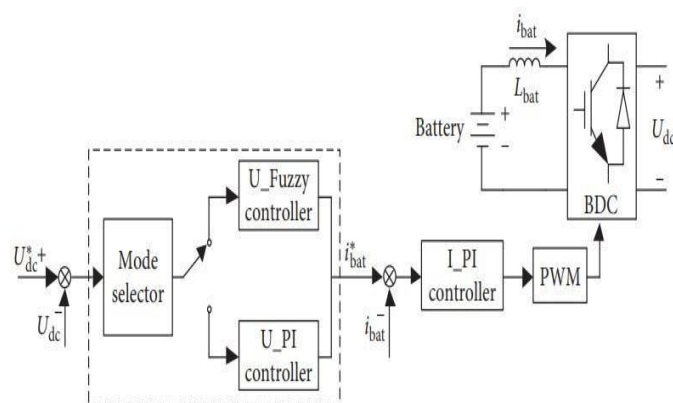 i_bat
L_bat
Battery
+
-
+
U_dc
-
BDC
U_Fuzzy
controller
U*_dc +
Mode
selector
i*_bat
I_PI
controller
PWM
U_dc -
i_bat -
U_PI
controller